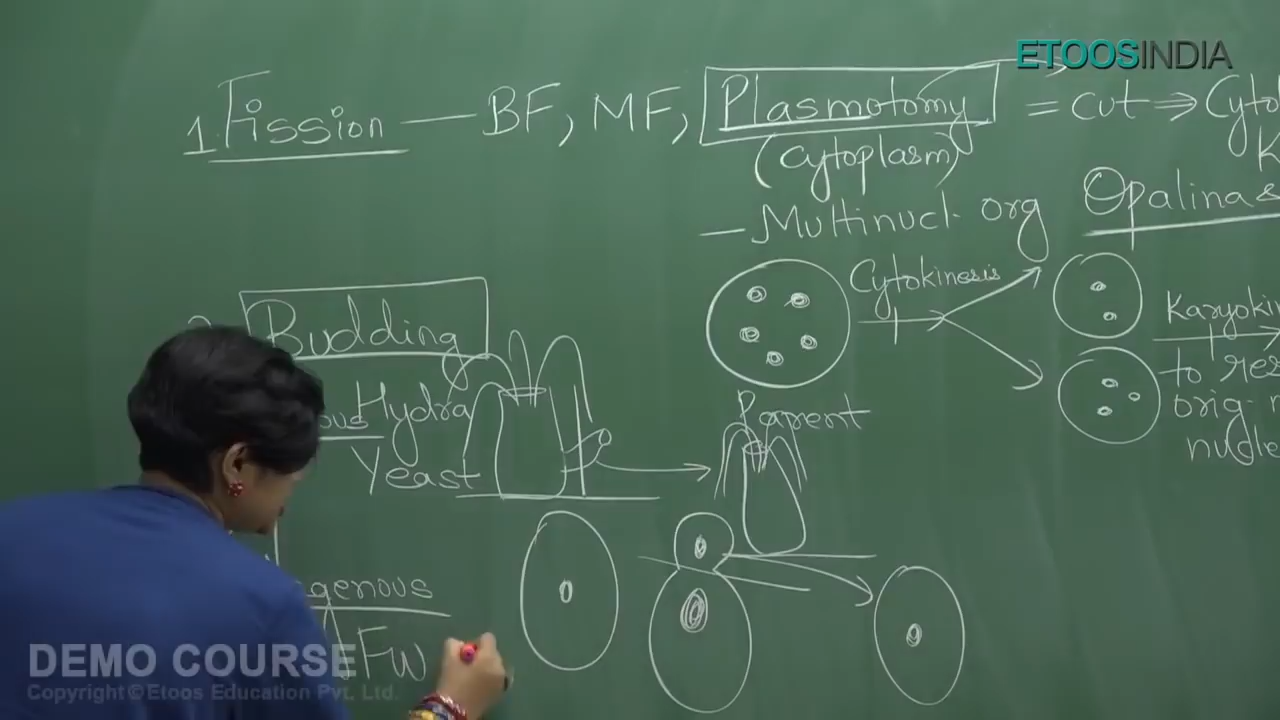 ETOOSINDIA
1. Fission — BF, MF, Plasmotomy = cut ⇒ Cyto
(Cytoplasm)
— Multinucl. org Opalina &
Cytokinesis
Budding
Karyokin
to res
orig. n
nucle
Hydra
Parent
Yeast
genous
Fw
DEMO COURSE
Copyright©Etoos Education Pvt. Ltd.